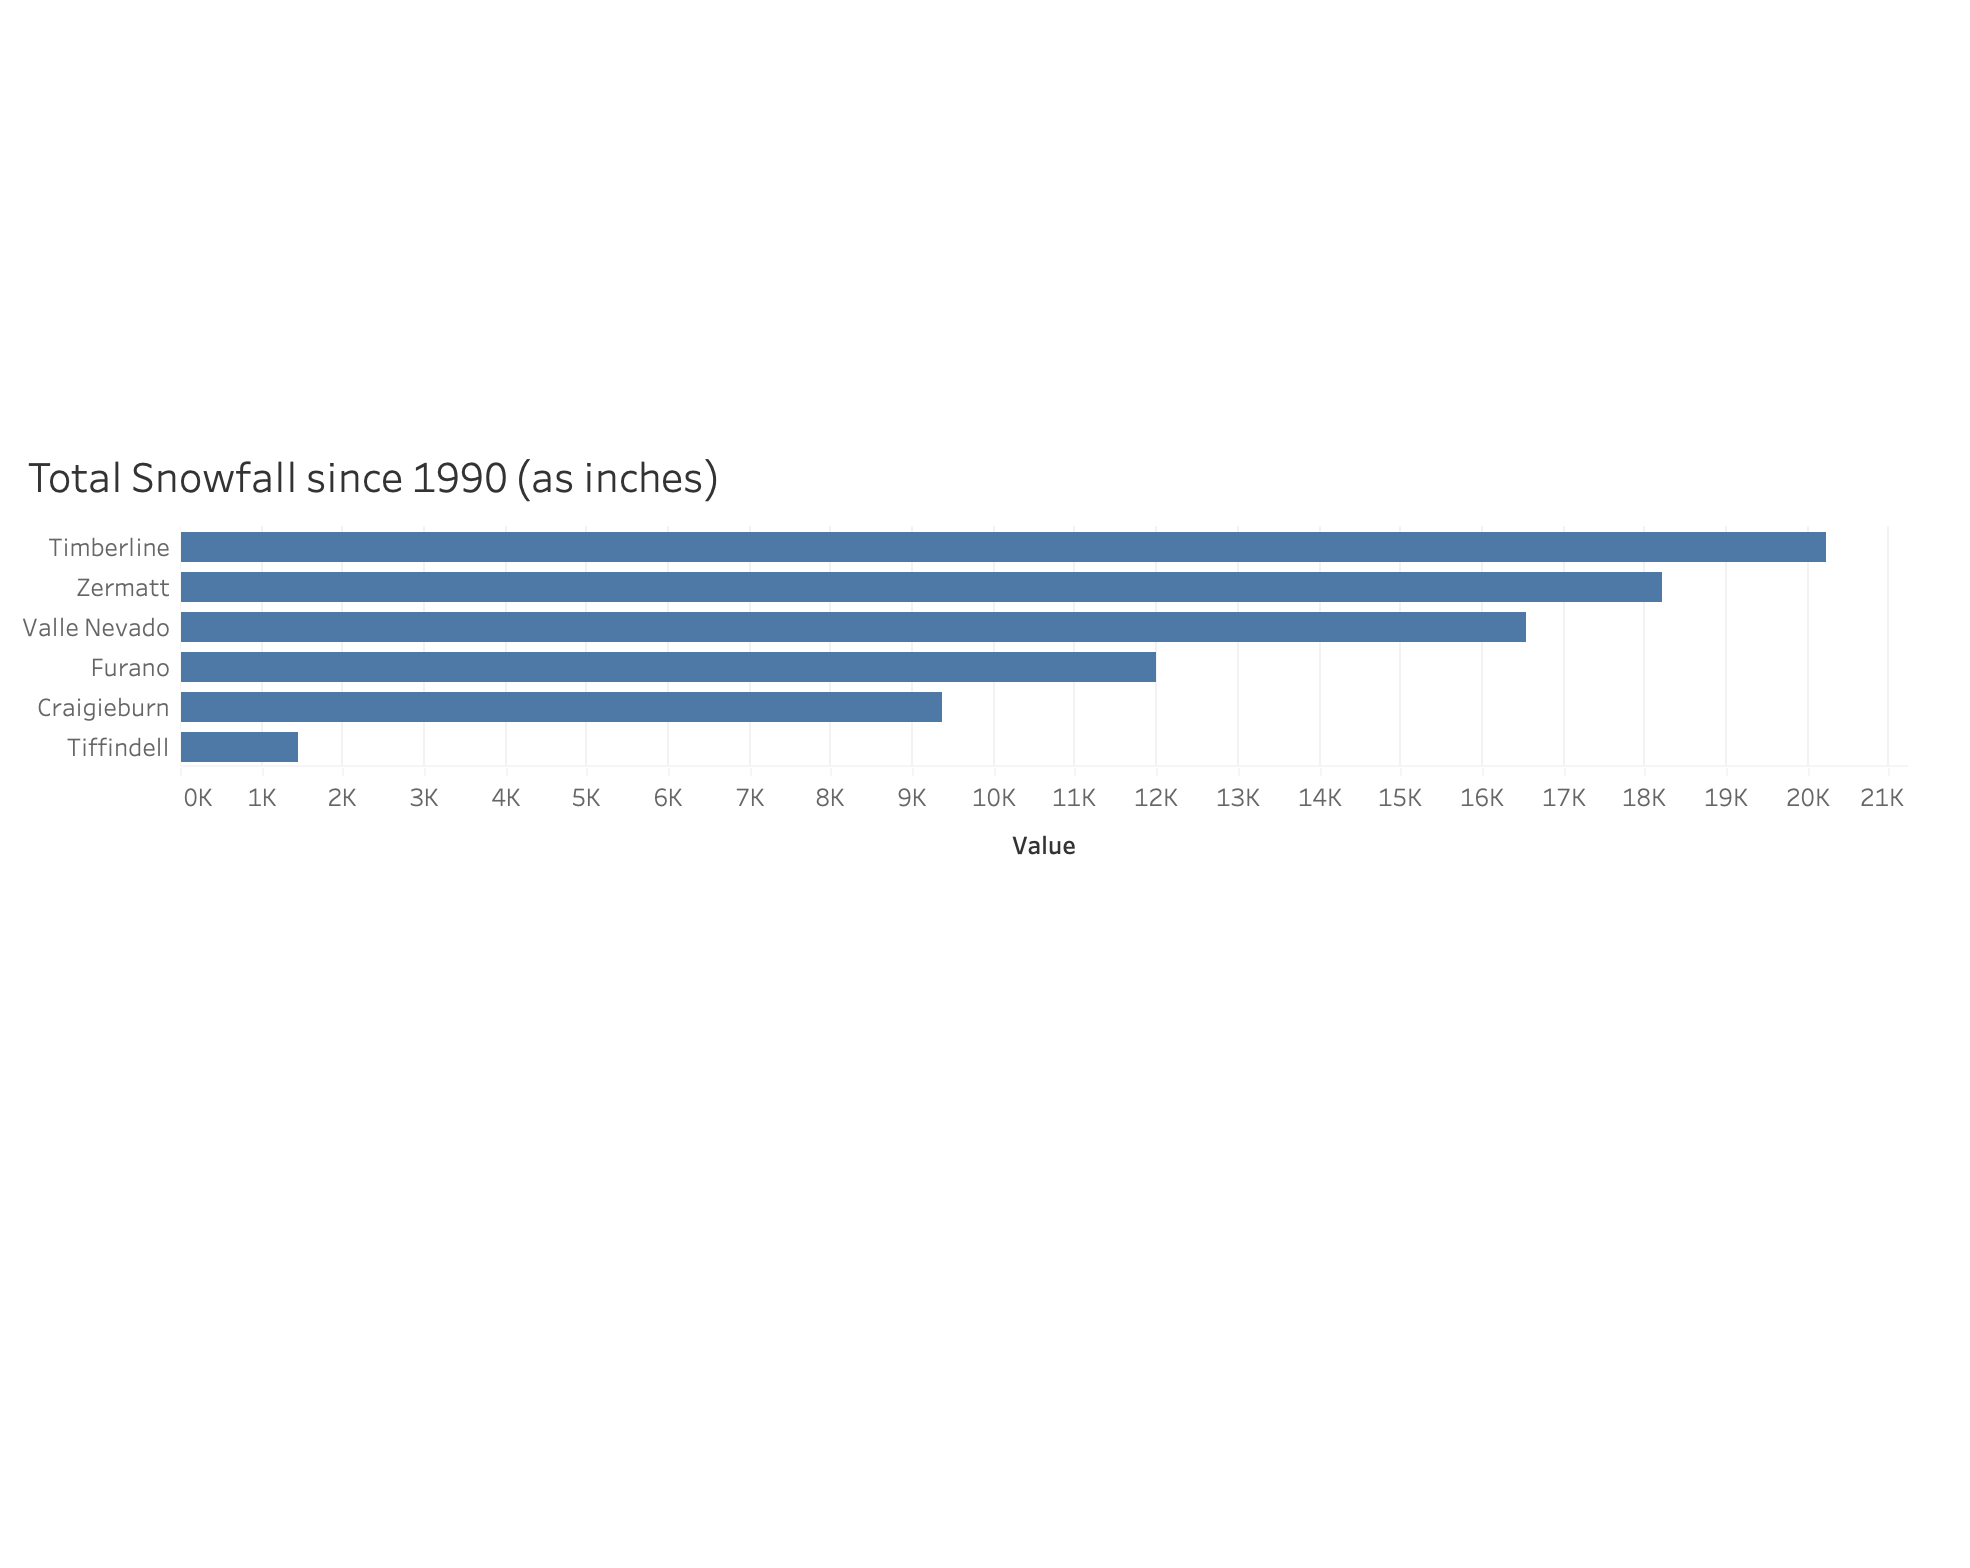 Total Snowfall since 1990 (as inches)
Timberline
Zermatt
Valle Nevado
Furano
Craigieburn
Tiffindell
0K 1K 2K 3K 4K 5K 6K 7K 8K 9K 10K 11K 12K 13K 14K 15K 16K 17K 18K 19K 20K 21K
Value